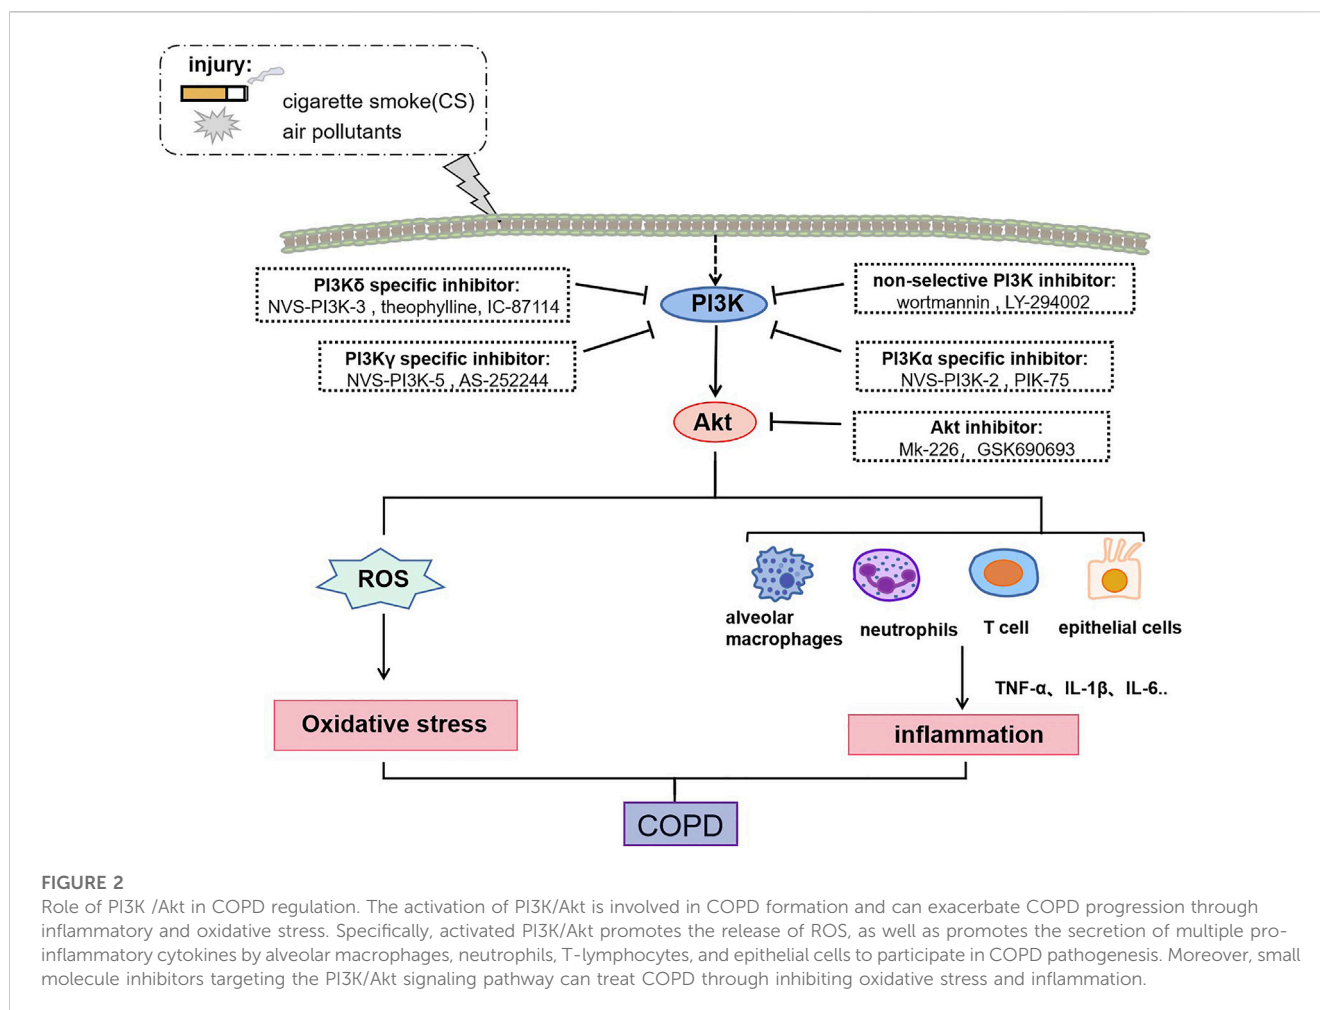 injury:
cigarette smoke(CS)
air pollutants
PI3Kδ specific inhibitor:
NVS-PI3K-3 , theophylline, IC-87114
non-selective PI3K inhibitor:
wortmannin , LY-294002
PI3K
PI3Kγ specific inhibitor:
NVS-PI3K-5 , AS-252244
PI3Kα specific inhibitor:
NVS-PI3K-2 , PIK-75
Akt
Akt inhibitor:
Mk-226， GSK690693
ROS
alveolar
macrophages
neutrophils
T cell
epithelial cells
TNF-α、IL-1β、IL-6..
Oxidative stress
inflammation
COPD
FIGURE 2
Role of PI3K /Akt in COPD regulation. The activation of PI3K/Akt is involved in COPD formation and can exacerbate COPD progression through
inflammatory and oxidative stress. Specifically, activated PI3K/Akt promotes the release of ROS, as well as promotes the secretion of multiple pro-
inflammatory cytokines by alveolar macrophages, neutrophils, T-lymphocytes, and epithelial cells to participate in COPD pathogenesis. Moreover, small
molecule inhibitors targeting the PI3K/Akt signaling pathway can treat COPD through inhibiting oxidative stress and inflammation.